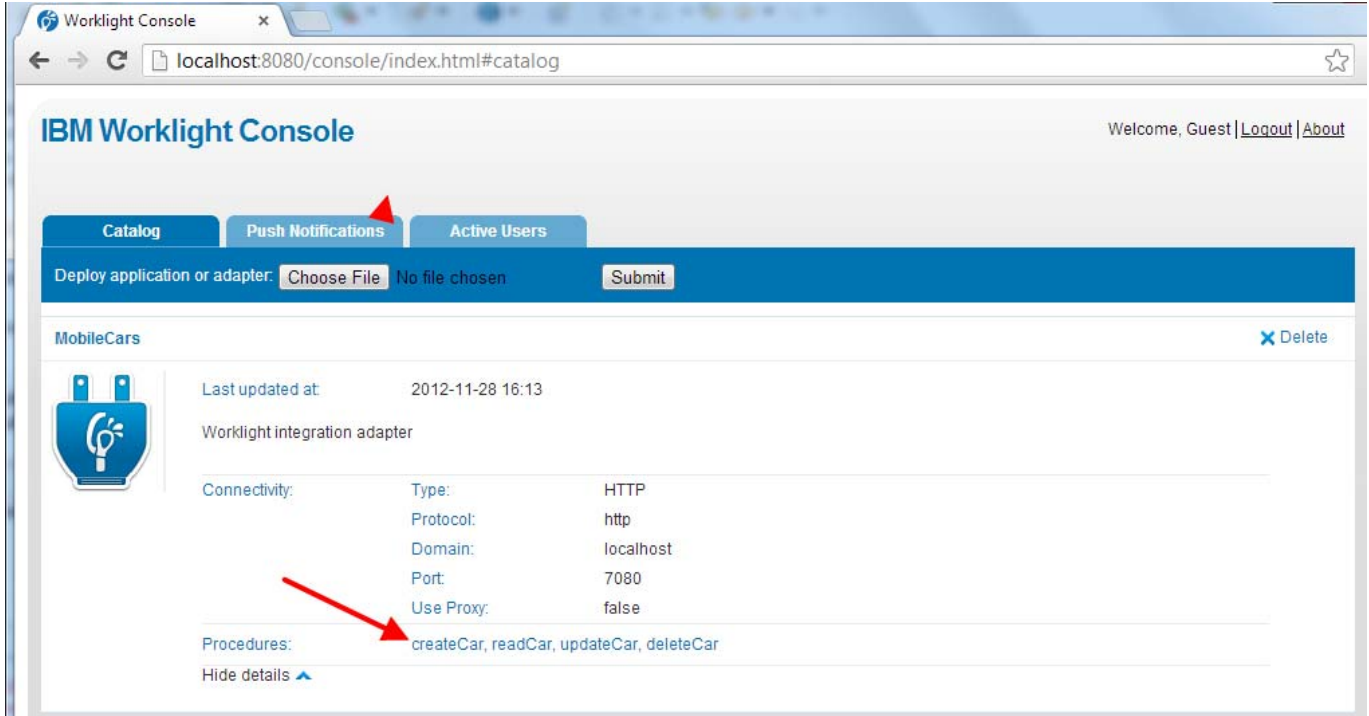 Worklight Console
localhost:8080/console/index.html#catalog
IBM Worklight Console
Welcome, Guest | Logout | About
Catalog
Push Notifications
Active Users
Deploy application or adapter: Choose File No file chosen Submit
MobileCars
Delete
Last updated at: 2012-11-28 16:13
Worklight integration adapter
Connectivity: Type: HTTP
Protocol: http
Domain: localhost
Port: 7080
Use Proxy: false
Procedures: createCar, readCar, updateCar, deleteCar
Hide details